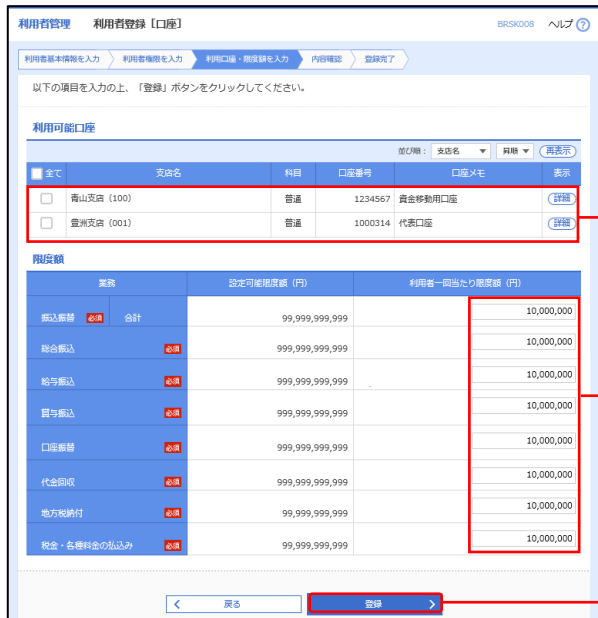 利用者管理 利用者登録［口座］ BRSK008 ヘルプ ?
利用者基本情報を入力 利用者権限を入力 利用口座・限度額を入力 内容確認 登録完了
以下の項目を入力の上、「登録」ボタンをクリックしてください。
利用可能口座
並び順： 支店名 ▼ 昇順 ▼ 再表示
全て 支店名 科目 口座番号 口座メモ 表示
青山支店（100） 普通 1234567 資金移動用口座 詳細
豊洲支店（001） 普通 1000314 代表口座 詳細
限度額
業務 設定可能限度額（円） 利用者一回当たり限度額（円）
振込振替 必須 合計 99,999,999,999 10,000,000
総合振込 必須 999,999,999,999 10,000,000
給与振込 必須 999,999,999,999 10,000,000
賞与振込 必須 999,999,999,999 10,000,000
口座振替 必須 999,999,999,999 10,000,000
代金回収 必須 999,999,999,999 10,000,000
地方税納付 必須 99,999,999,999 10,000,000
税金・各種料金の払込み 必須 99,999,999,999 10,000,000
戻る 登録